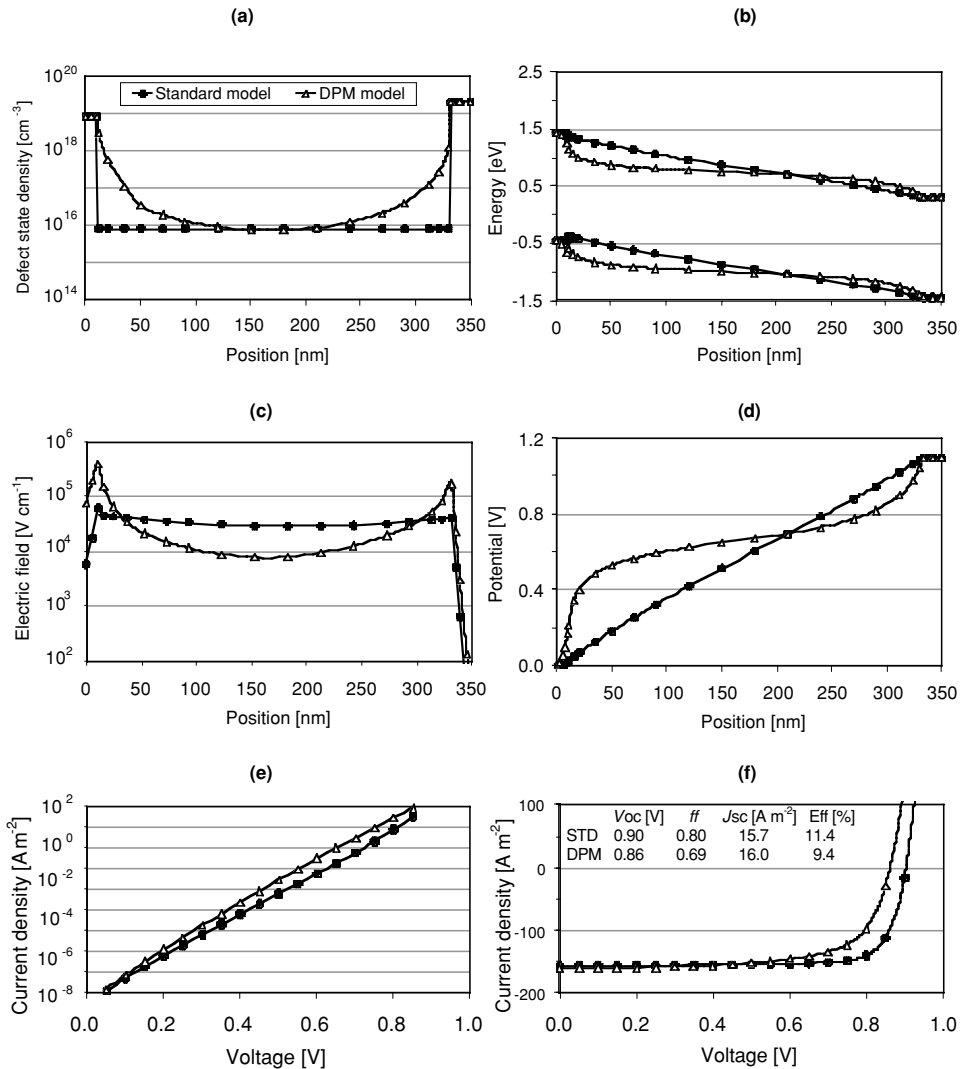 (a)
Defect state density [cm-3]
10^20
10^18
10^16
10^14
Standard model
DPM model
0 50 100 150 200 250 300 350
Position [nm]
(b)
Energy [eV]
2.5
1.5
0.5
-0.5
-1.5
0 50 100 150 200 250 300 350
Position [nm]
(c)
Electric field [V cm-1]
10^6
10^5
10^4
10^3
10^2
0 50 100 150 200 250 300 350
Position [nm]
(d)
Potential [V]
1.2
0.8
0.4
0.0
0 50 100 150 200 250 300 350
Position [nm]
(e)
Current density [A m-2]
10^2
10^0
10^-2
10^-4
10^-6
10^-8
0.0 0.2 0.4 0.6 0.8 1.0
Voltage [V]
(f)
Current density [A m-2]
100
0
-100
-200
Voc [V] ff Jsc [A m-2] Eff [%]
STD 0.90 0.80 15.7 11.4
DPM 0.86 0.69 16.0 9.4
0.0 0.2 0.4 0.6 0.8 1.0
Voltage [V]